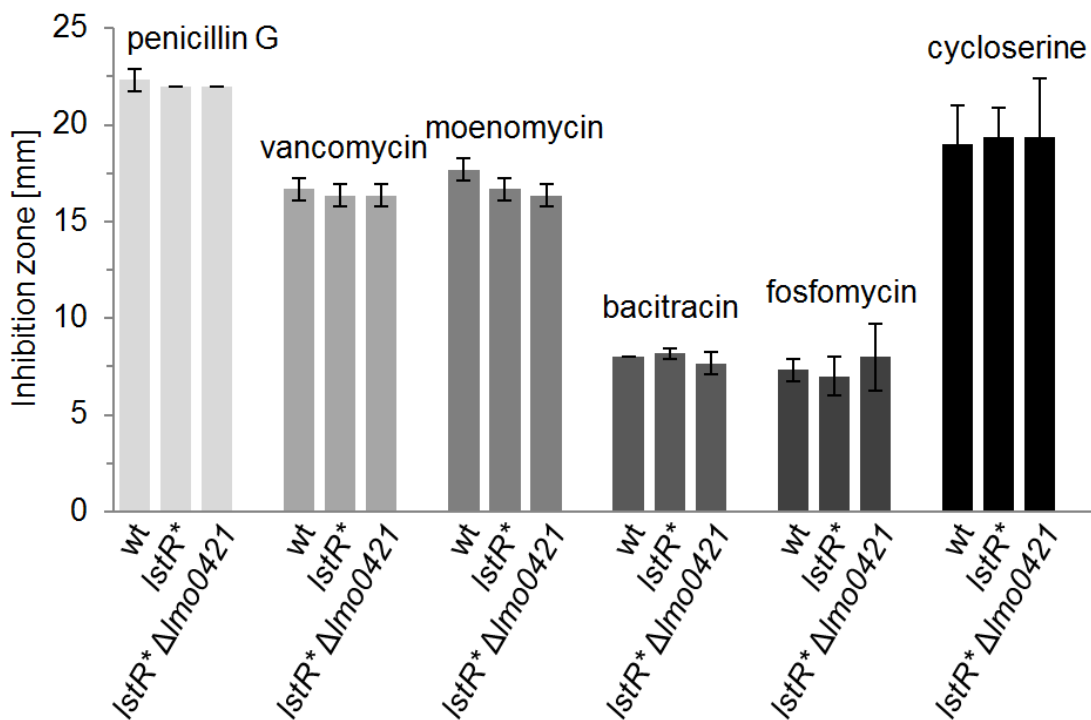 Inhibition zone [mm]
25
20
15
10
5
0
penicillin G
vancomycin
moenomycin
bacitracin
fosfomycin
cycloserine
wt
lstR*
lstR* Δlmo0421
wt
lstR*
lstR* Δlmo0421
wt
lstR*
lstR* Δlmo0421
wt
lstR*
lstR* Δlmo0421
wt
lstR*
lstR* Δlmo0421
wt
lstR*
lstR* Δlmo0421